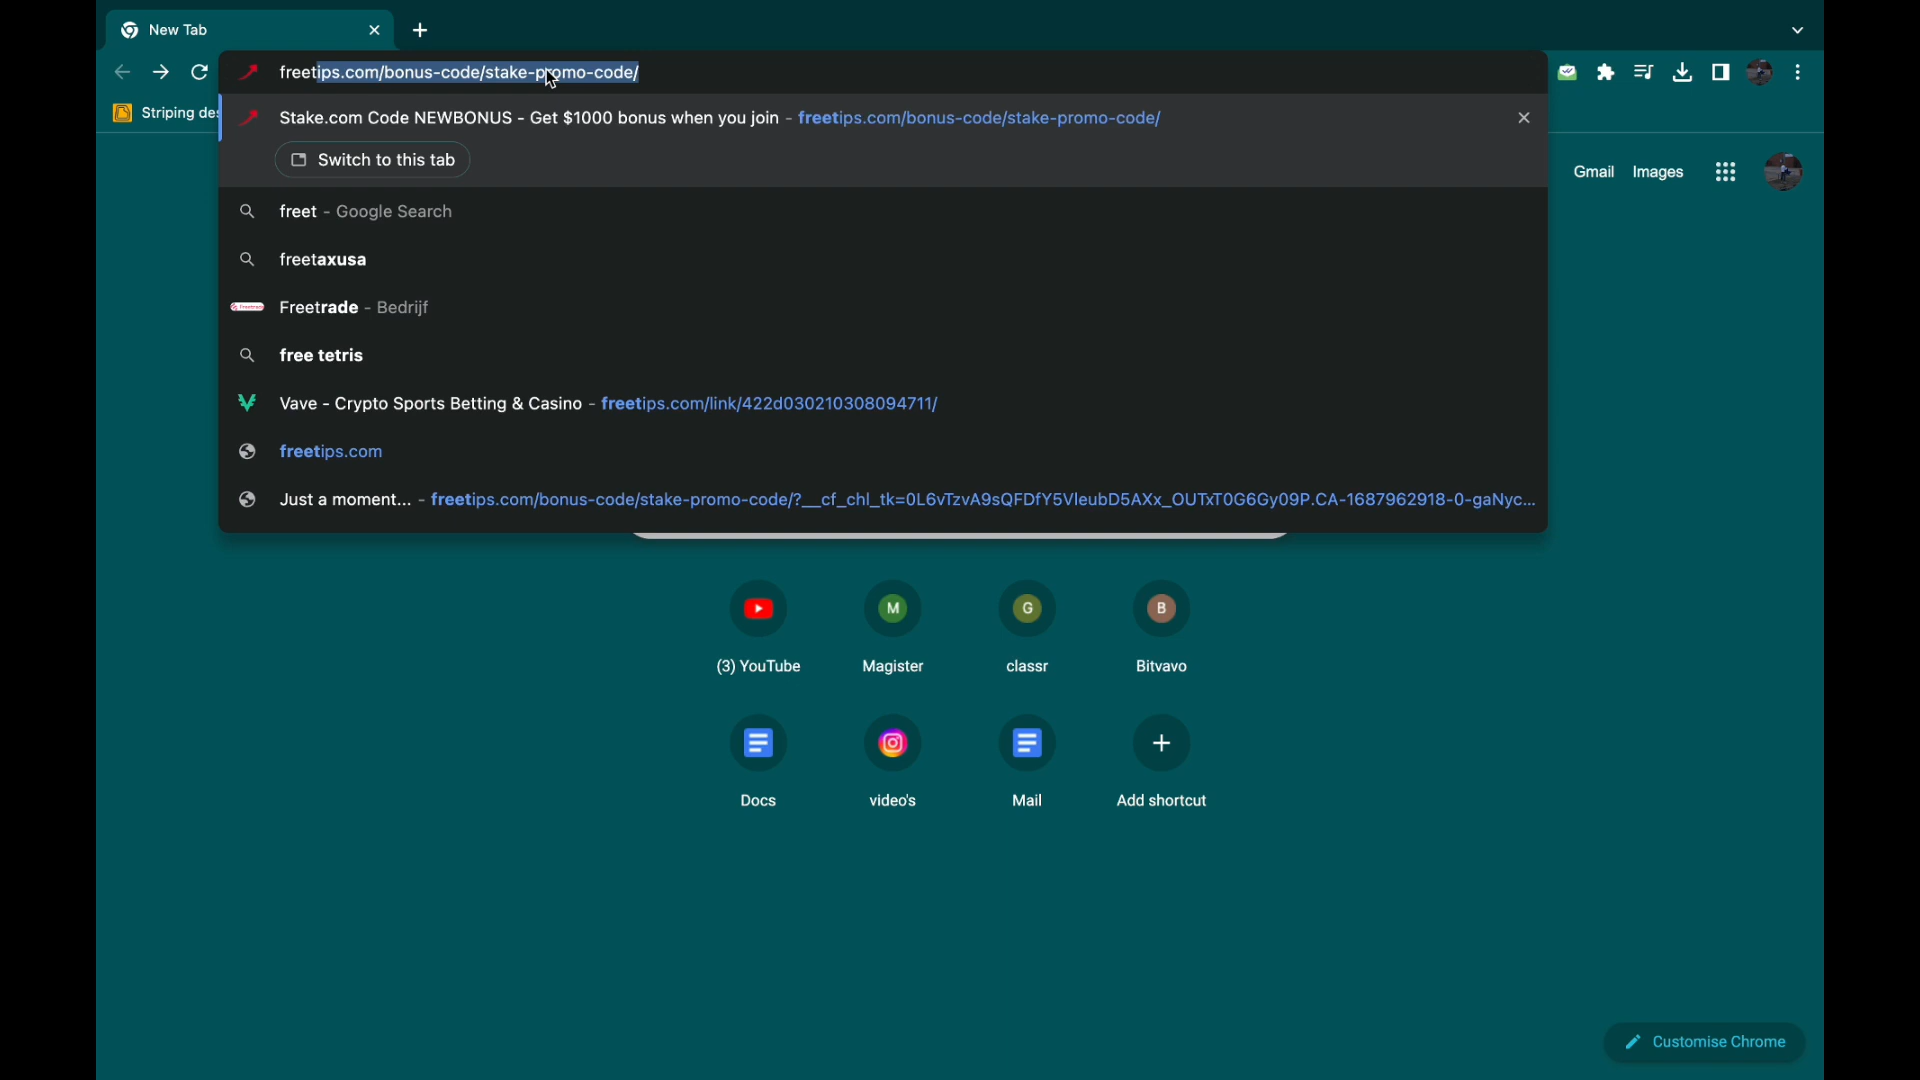 New Tab
freetips.com/bonus-code/stake-promo-code/
Striping des
Stake.com Code NEWBONUS - Get $1000 bonus when you join - freetips.com/bonus-code/stake-promo-code/
Switch to this tab
Gmail Images
freet - Google Search
freetaxusa
Freetrade - Bedrijf
free tetris
Vave - Crypto Sports Betting & Casino - freetips.com/link/422d030210308094711/
freetips.com
Just a moment... - freetips.com/bonus-code/stake-promo-code/?__cf_chl_tk=0L6vTzvA9sQFDfY5VleubD5AXx_OUTxT0G6Gy09P.CA-1687962918-0-gaNyc...
M G B
(3) YouTube Magister classr Bitvavo
Docs video's Mail Add shortcut
Customise Chrome